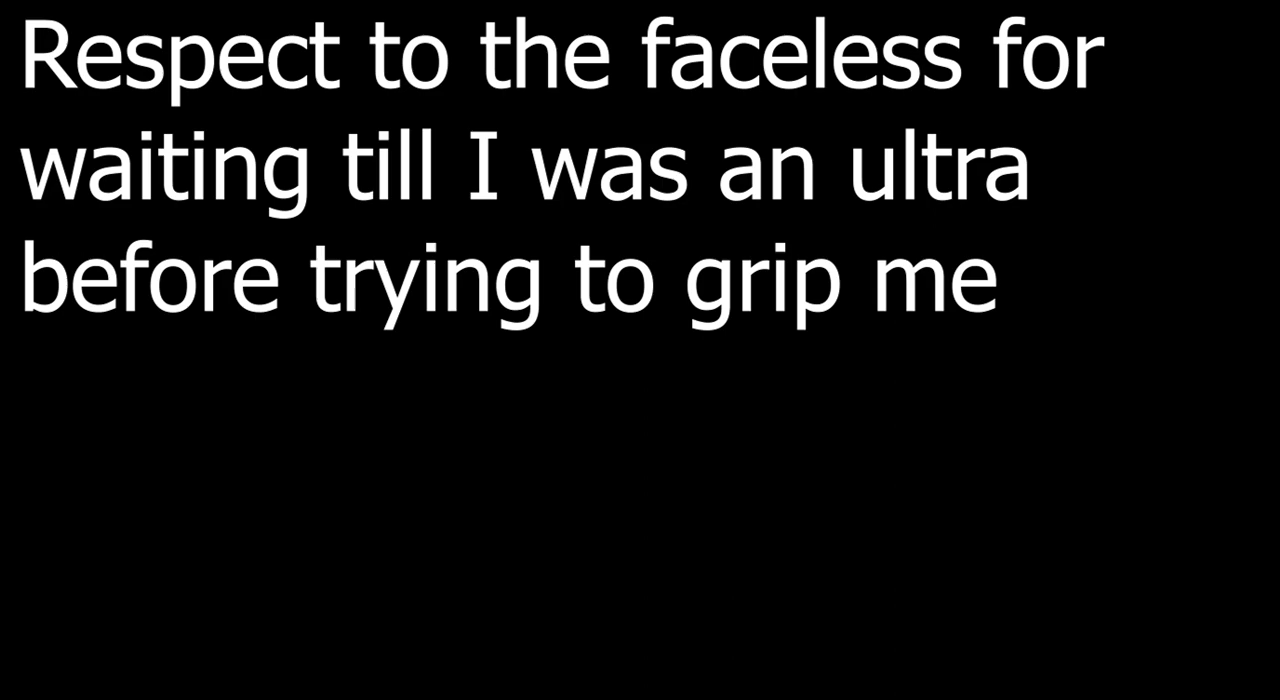 Respect to the faceless for
waiting till I was an ultra
before trying to grip me